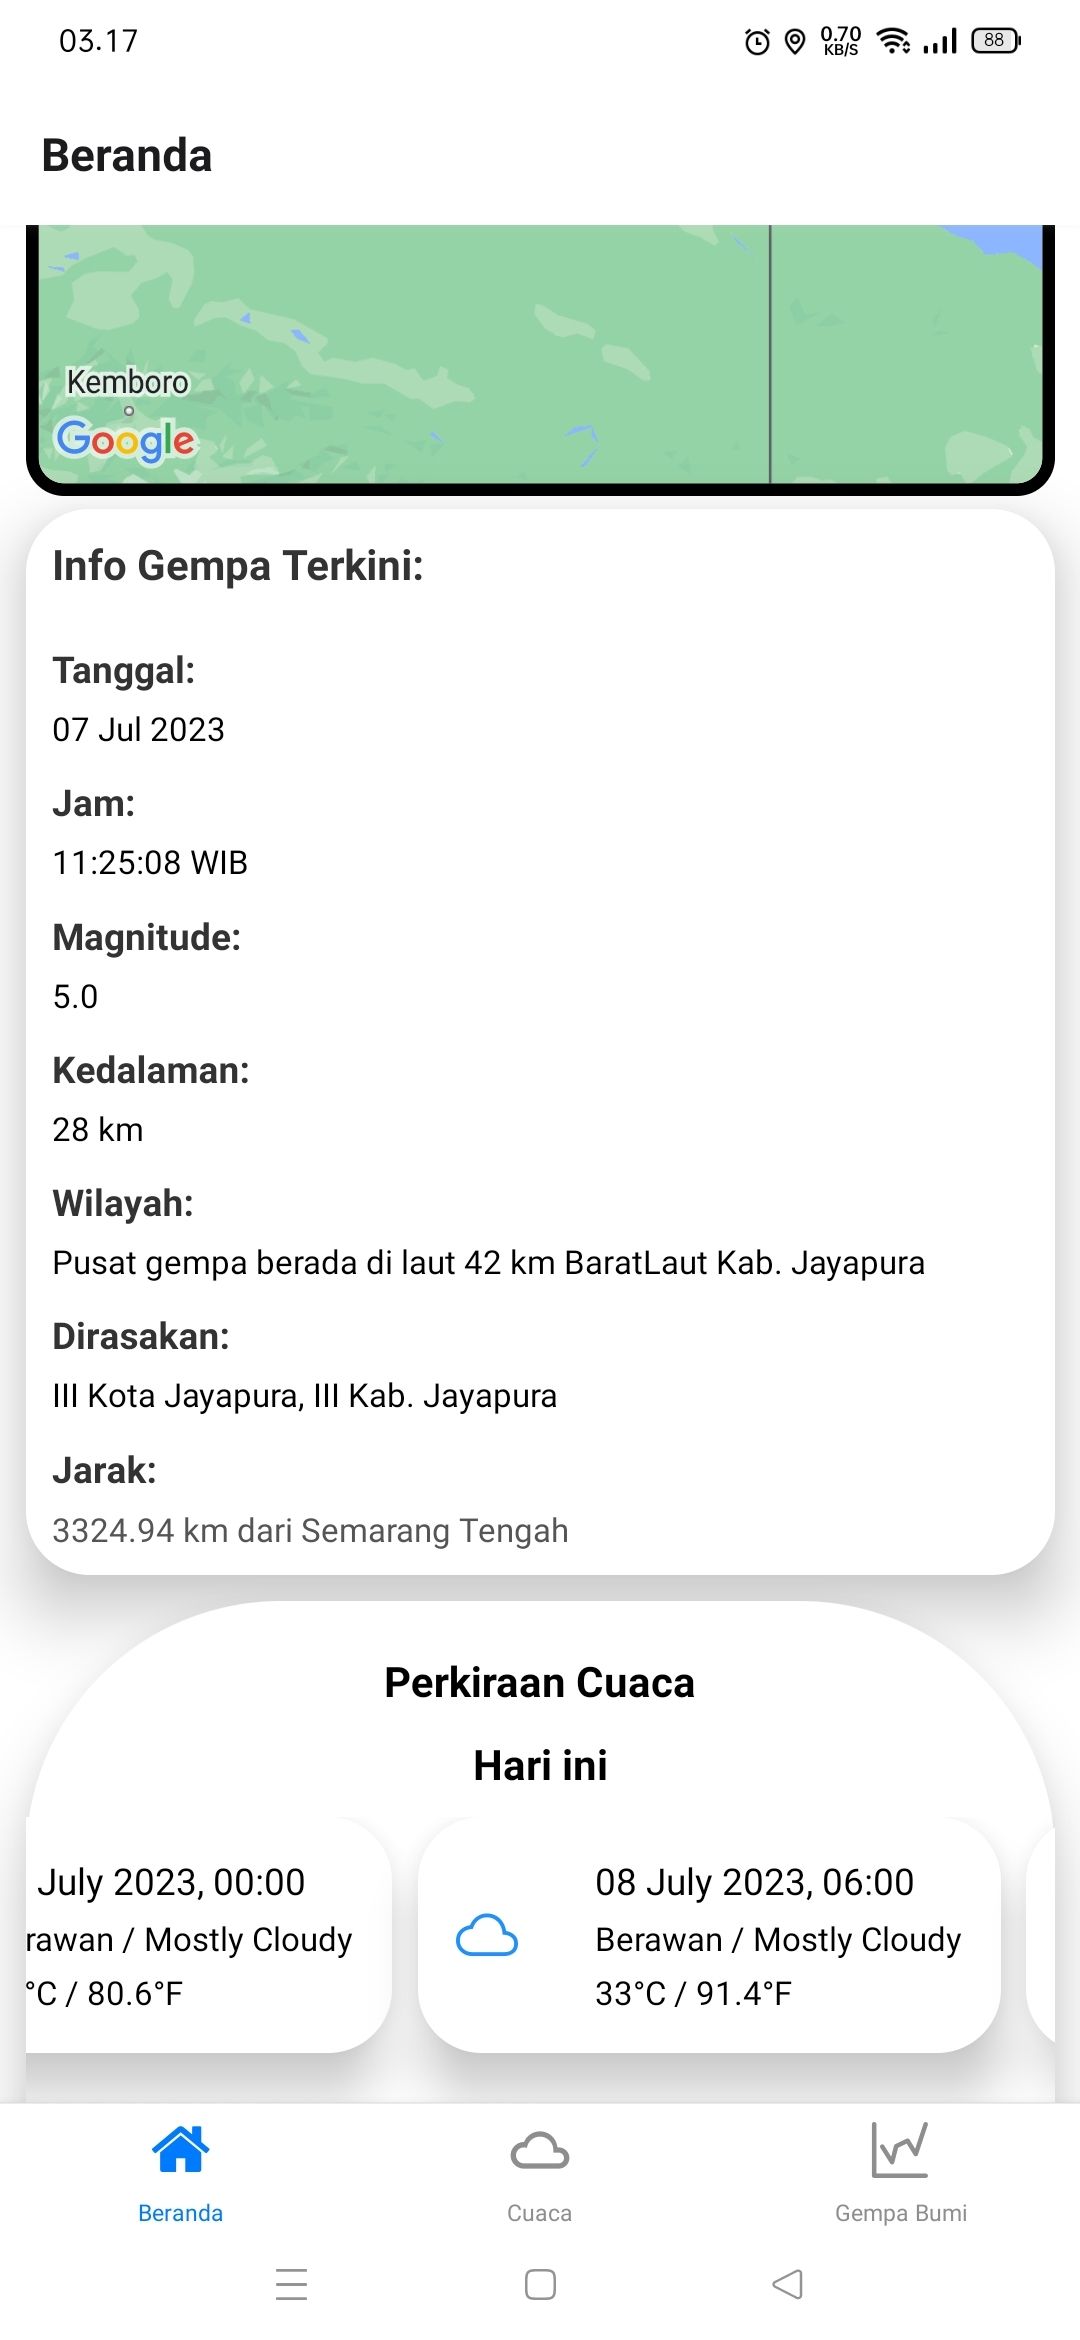 03.17
0.70
KB/S
88
Beranda
Kemboro
Google
Info Gempa Terkini:
Tanggal:
07 Jul 2023
Jam:
11:25:08 WIB
Magnitude:
5.0
Kedalaman:
28 km
Wilayah:
Pusat gempa berada di laut 42 km BaratLaut Kab. Jayapura
Dirasakan:
III Kota Jayapura, III Kab. Jayapura
Jarak:
3324.94 km dari Semarang Tengah
Perkiraan Cuaca
Hari ini
July 2023, 00:00
rawan / Mostly Cloudy
°C / 80.6°F
08 July 2023, 06:00
Berawan / Mostly Cloudy
33°C / 91.4°F
Beranda
Cuaca
Gempa Bumi